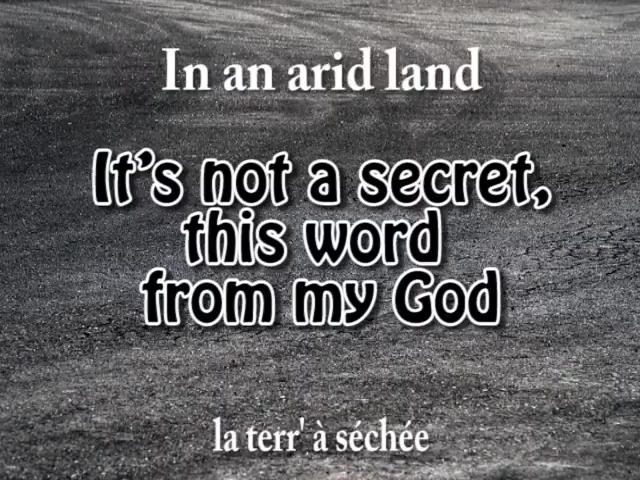 In an arid land
It's not a secret,
this word
from my God
la terr' à séchée